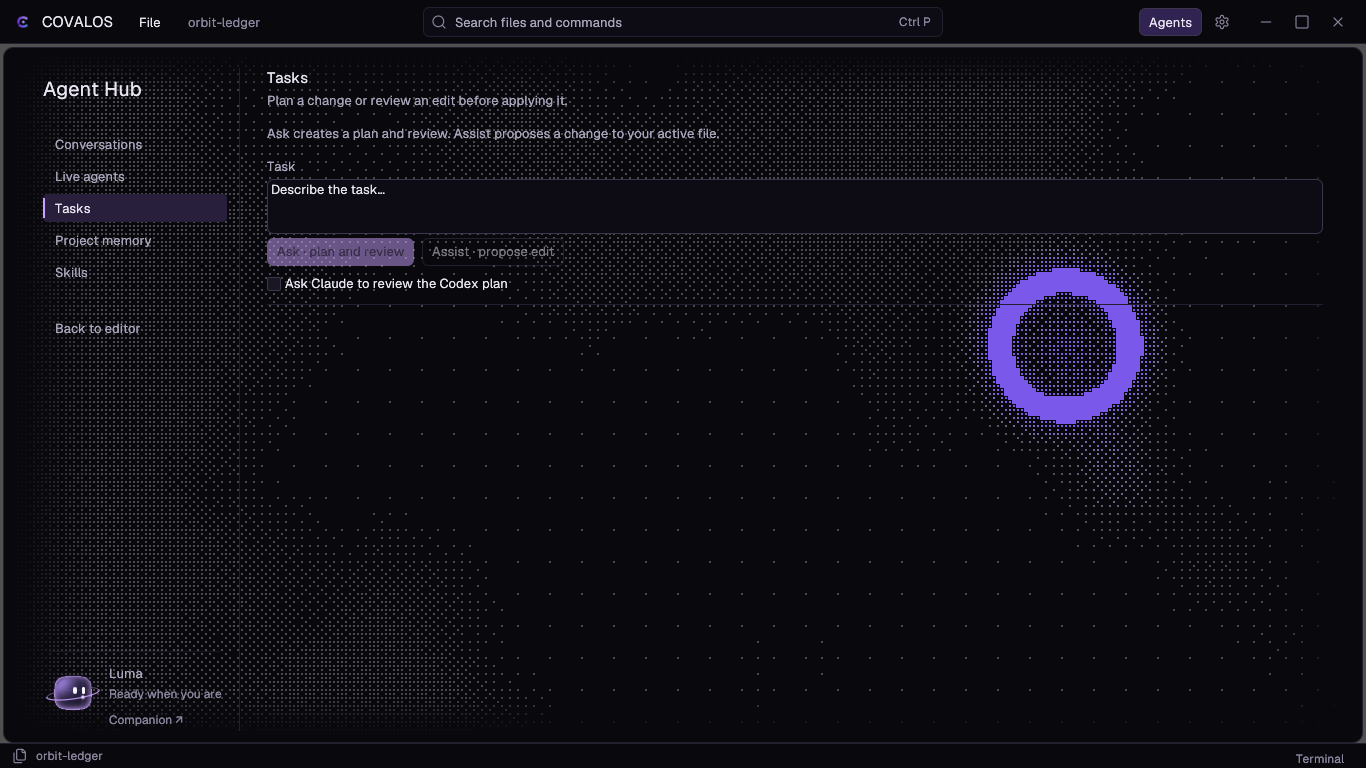 COVALOS File orbit-ledger Search files and commands Ctrl P Agents
Agent Hub
Conversations
Live agents
Tasks
Project memory
Skills
Back to editor
Luma
Ready when you are
Companion ↗
Tasks
Plan a change or review an edit before applying it.
Ask creates a plan and review. Assist proposes a change to your active file.
Task
Describe the task…
Ask · plan and review Assist · propose edit
Ask Claude to review the Codex plan
orbit-ledger Terminal